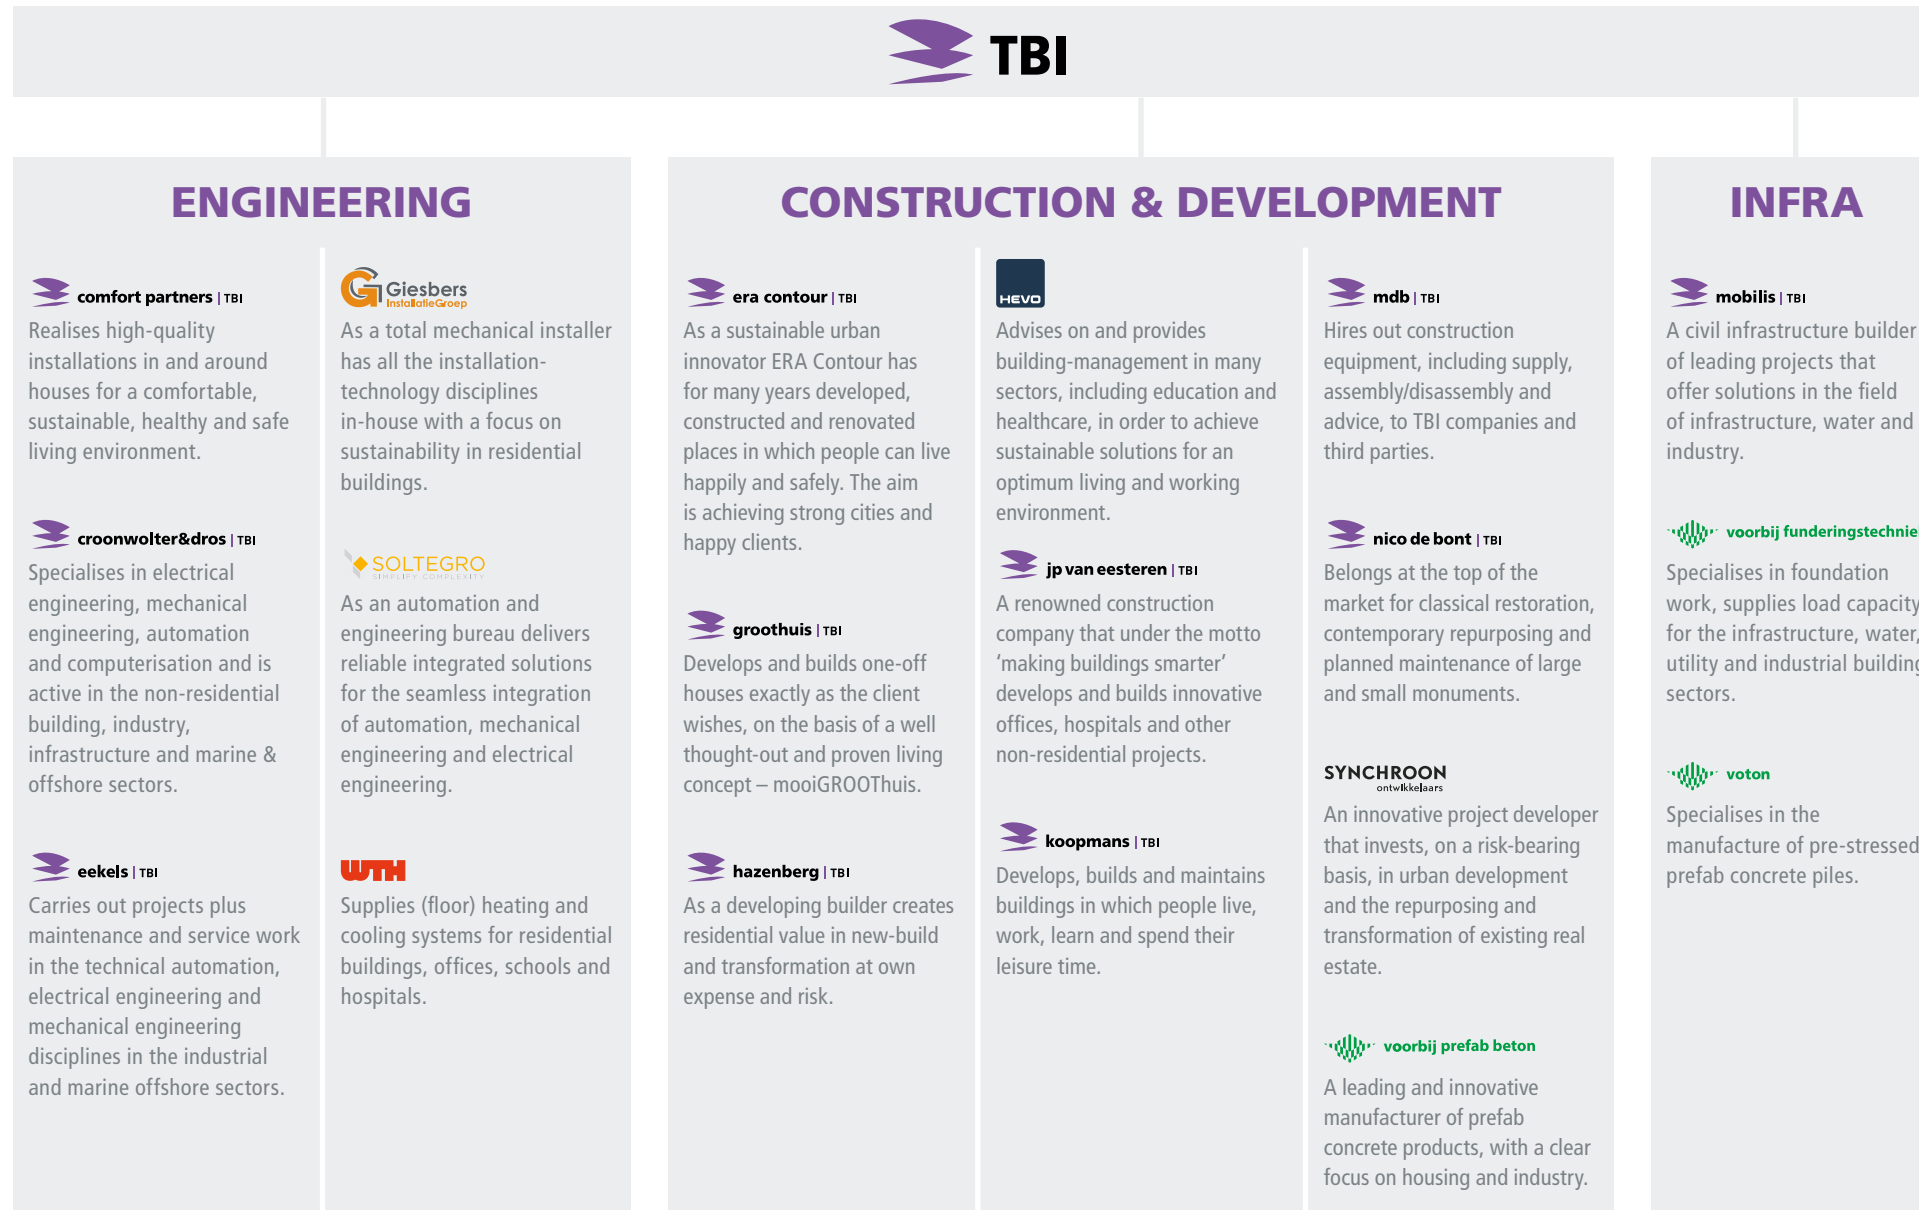 TBI
ENGINEERING
comfort partners | TBI
Realises high-quality
installations in and around
houses for a comfortable,
sustainable, healthy and safe
living environment.
croonwolter&dros | TBI
Specialises in electrical
engineering, mechanical
engineering, automation
and computerisation and is
active in the non-residential
building, industry,
infrastructure and marine &
offshore sectors.
eekels | TBI
Carries out projects plus
maintenance and service work
in the technical automation,
electrical engineering and
mechanical engineering
disciplines in the industrial
and marine offshore sectors.
Giesbers
InstallatieGroep
As a total mechanical installer
has all the installation-
technology disciplines
in-house with a focus on
sustainability in residential
buildings.
SOLTEGRO
SIMPLIFY COMPLEXITY
As an automation and
engineering bureau delivers
reliable integrated solutions
for the seamless integration
of automation, mechanical
engineering and electrical
engineering.
WTH
Supplies (floor) heating and
cooling systems for residential
buildings, offices, schools and
hospitals.
CONSTRUCTION & DEVELOPMENT
era contour | TBI
As a sustainable urban
innovator ERA Contour has
for many years developed,
constructed and renovated
places in which people can live
happily and safely. The aim
is achieving strong cities and
happy clients.
groothuis | TBI
Develops and builds one-off
houses exactly as the client
wishes, on the basis of a well
thought-out and proven living
concept – mooiGROOThuis.
hazenberg | TBI
As a developing builder creates
residential value in new-build
and transformation at own
expense and risk.
HEVO
Advises on and provides
building-management in many
sectors, including education and
healthcare, in order to achieve
sustainable solutions for an
optimum living and working
environment.
jp van eesteren | TBI
A renowned construction
company that under the motto
‘making buildings smarter’
develops and builds innovative
offices, hospitals and other
non-residential projects.
koopmans | TBI
Develops, builds and maintains
buildings in which people live,
work, learn and spend their
leisure time.
mdb | TBI
Hires out construction
equipment, including supply,
assembly/disassembly and
advice, to TBI companies and
third parties.
nico de bont | TBI
Belongs at the top of the
market for classical restoration,
contemporary repurposing and
planned maintenance of large
and small monuments.
SYNCHROON
ontwikkelaars
An innovative project developer
that invests, on a risk-bearing
basis, in urban development
and the repurposing and
transformation of existing real
estate.
voorbij prefab beton
A leading and innovative
manufacturer of prefab
concrete products, with a clear
focus on housing and industry.
INFRA
mobilis | TBI
A civil infrastructure builder
of leading projects that
offer solutions in the field
of infrastructure, water and
industry.
voorbij funderingstechnie
Specialises in foundation
work, supplies load capacity
for the infrastructure, water,
utility and industrial building
sectors.
voton
Specialises in the
manufacture of pre-stressed
prefab concrete piles.